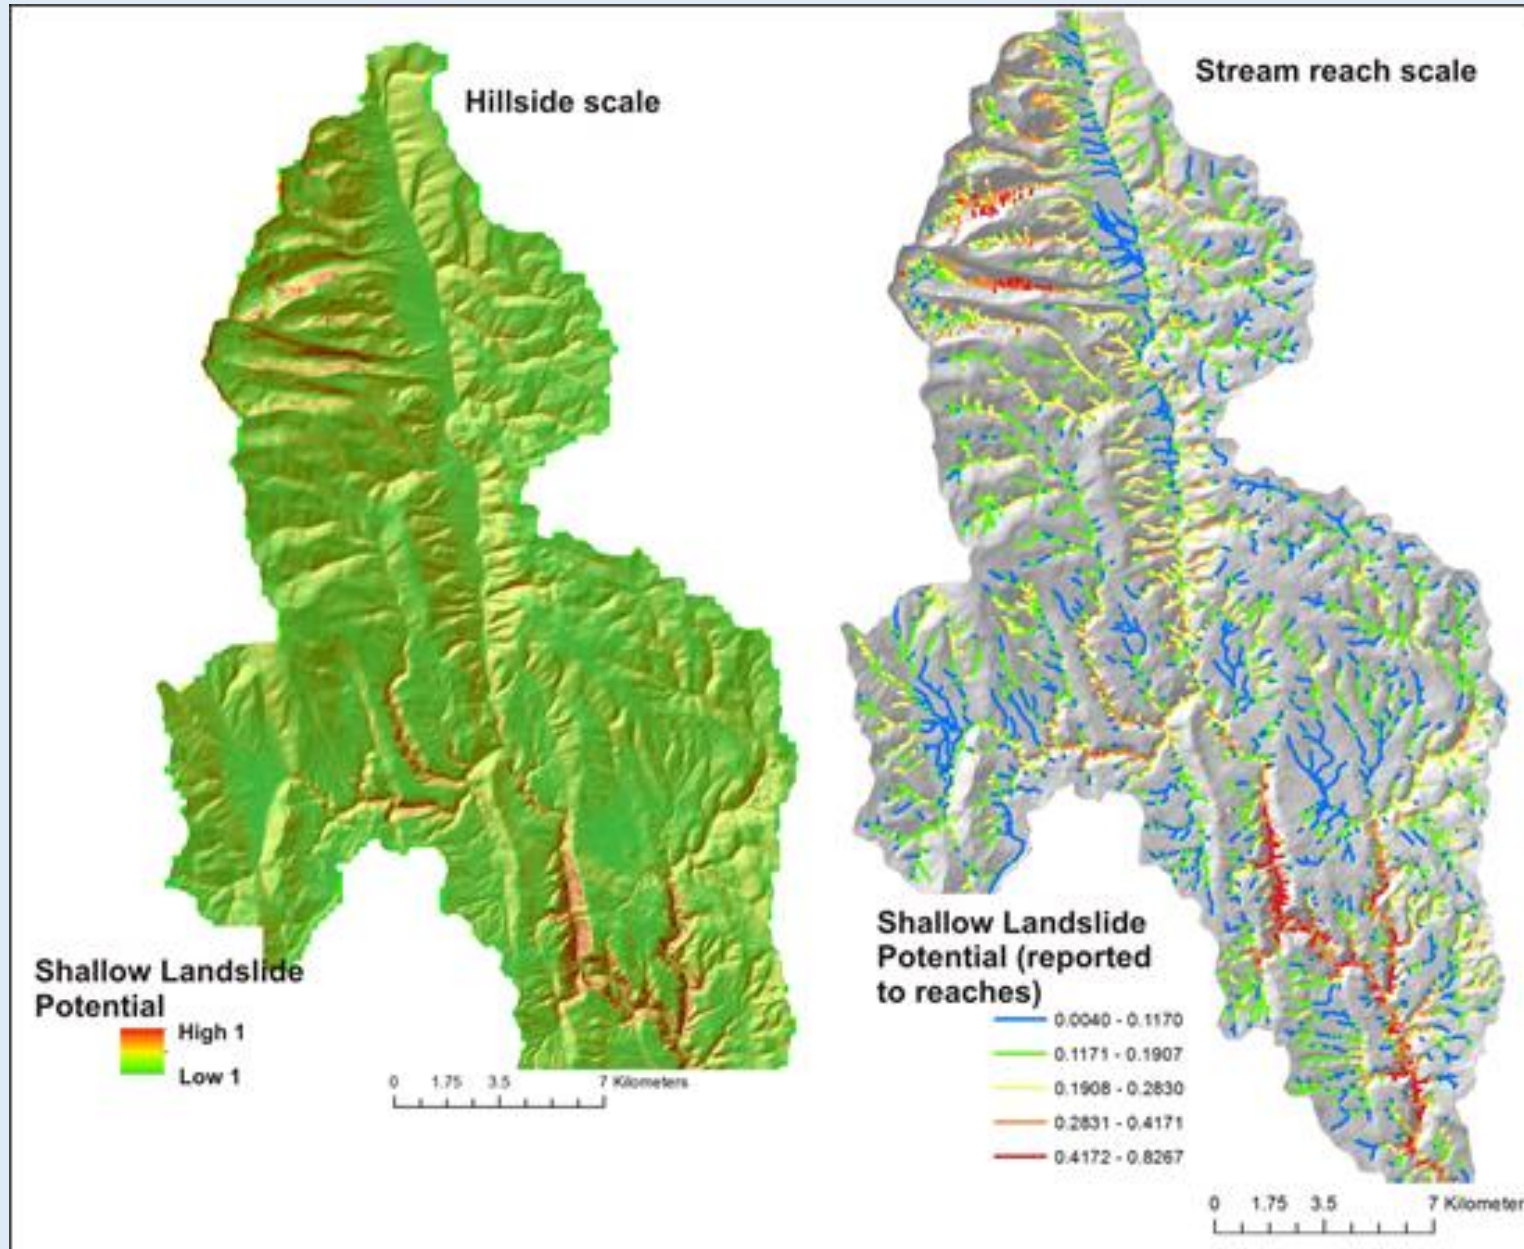 Hillside scale
Shallow Landslide
Potential
High 1
Low 1
0 1.75 3.5 7 Kilometers
Stream reach scale
Shallow Landslide
Potential (reported
to reaches)
0.0040 - 0.1170
0.1171 - 0.1907
0.1908 - 0.2830
0.2831 - 0.4171
0.4172 - 0.8267
0 1.75 3.5 7 Kilometer